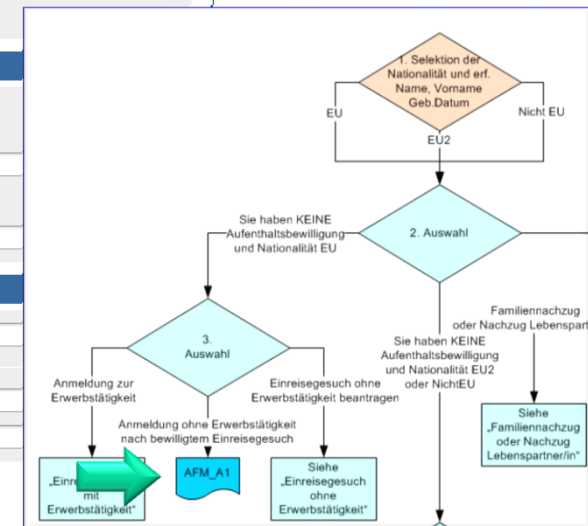 1. Selektion der
Nationalität und erf.
Name, Vorname
Geb.Datum
EU
Nicht EU
EU2
Sie haben KEINE
Aufenthaltsbewilligung
und Nationalität EU
2. Auswahl
Familiennachzug
oder Nachzug
Sie haben KEINE
Aufenthaltsbewilligung
und Nationalität EU2
oder NichtEU
3.
Auswahl
Anmeldung zur
Erwerbstätigkeit
Einreisegesuch ohne
Erwerbstätigkeit beantragen
Anmeldung ohne Erwerbstätigkeit
nach bewilligtem Einreisegesuch
Siehe
„Familiennachzug
oder Nachzug
Lebenspartner/in"
mit
Erwerbstätigkeit"
AFM_A1
Siehe
„Einreisegesuch
ohne
Erwerbstätigkeit"